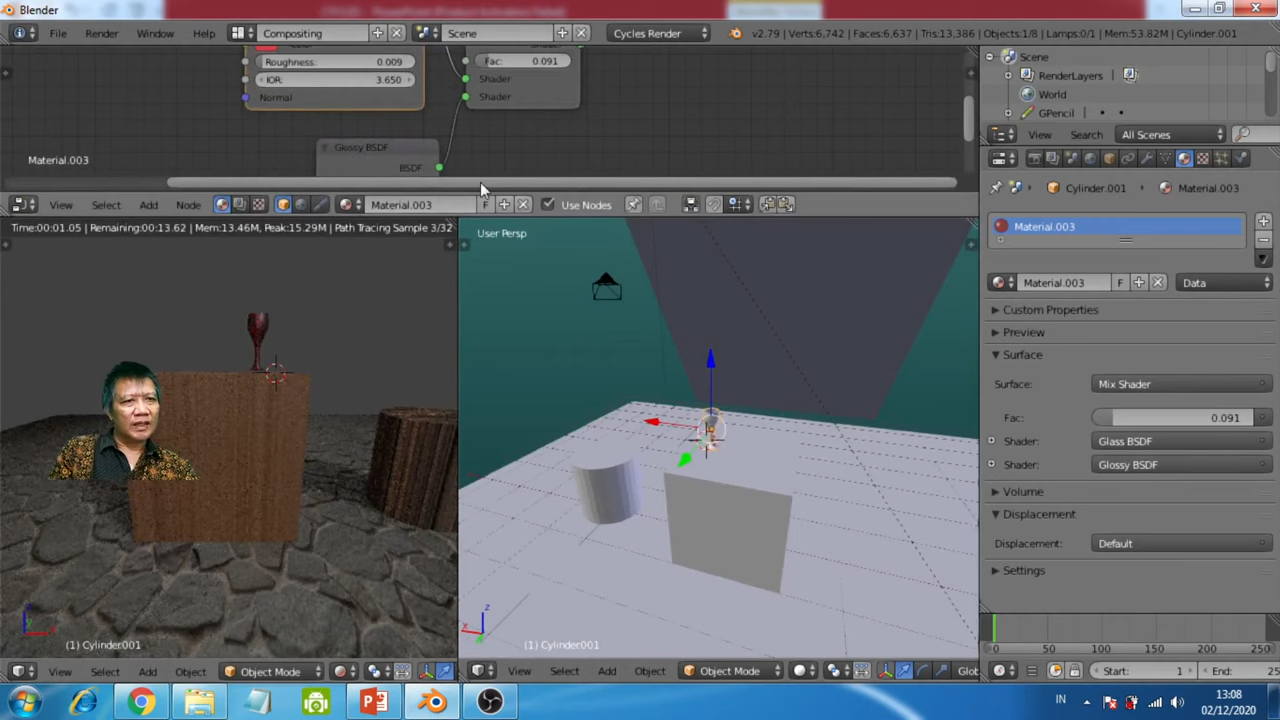 Blender
File Render Window Help Compositing Scene Cycles Render v2.79 | Verts:6,742 | Faces:6,637 | Tris:13,386 | Objects:1/8 | Lamps:0/1 | Mem:53.82M | Cylinder.001
Roughness: 0.009
IOR: 3.650
Normal
Fac: 0.091
Shader
Shader
Glossy BSDF
BSDF
Material.003
View Select Add Node Material.003 F Use Nodes
Time:00:01.05 | Remaining:00:13.62 | Mem:13.46M, Peak:15.29M | Path Tracing Sample 3/32
(1) Cylinder.001
View Select Add Object Object Mode
User Persp
(1) Cylinder.001
View Select Add Object Object Mode Glob
Scene
RenderLayers
World
GPencil
View Search All Scenes
Cylinder.001 Material.003
Material.003
Material.003 F Data
Custom Properties
Preview
Surface
Surface: Mix Shader
Fac: 0.091
Shader: Glass BSDF
Shader: Glossy BSDF
Volume
Displacement
Displacement: Default
Settings
0 50 100 150 200 250
Start: 1 End: 25
IN
13:08
02/12/2020